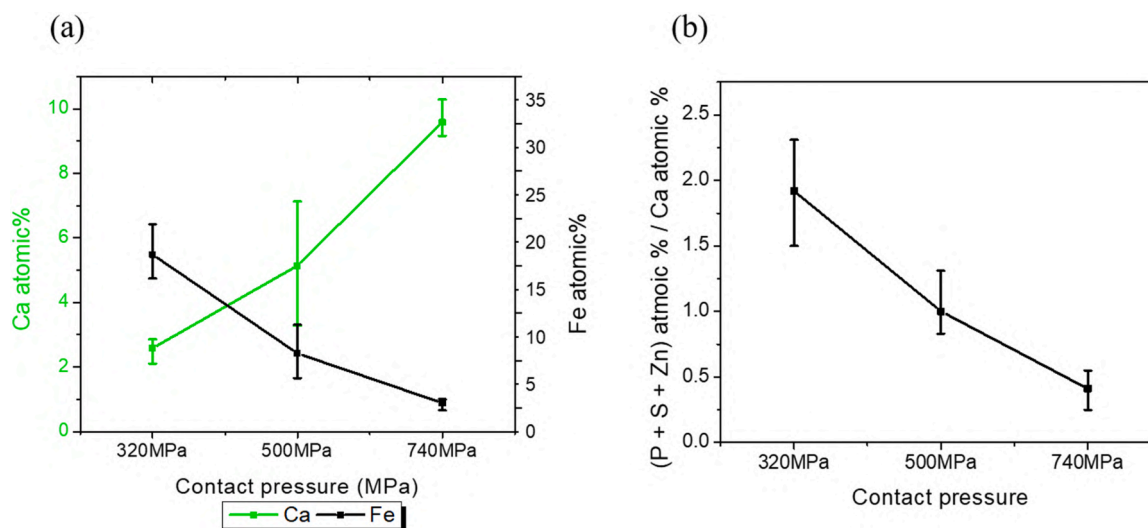 (a)
Ca atomic%
10
8
6
4
2
0
35
30
25
20
15
10
5
0
Fe atomic%
320MPa 500MPa 740MPa
Contact pressure (MPa)
Ca Fe
(b)
(P + S + Zn) atmoic % / Ca atomic %
2.5
2.0
1.5
1.0
0.5
0.0
320MPa 500MPa 740MPa
Contact pressure